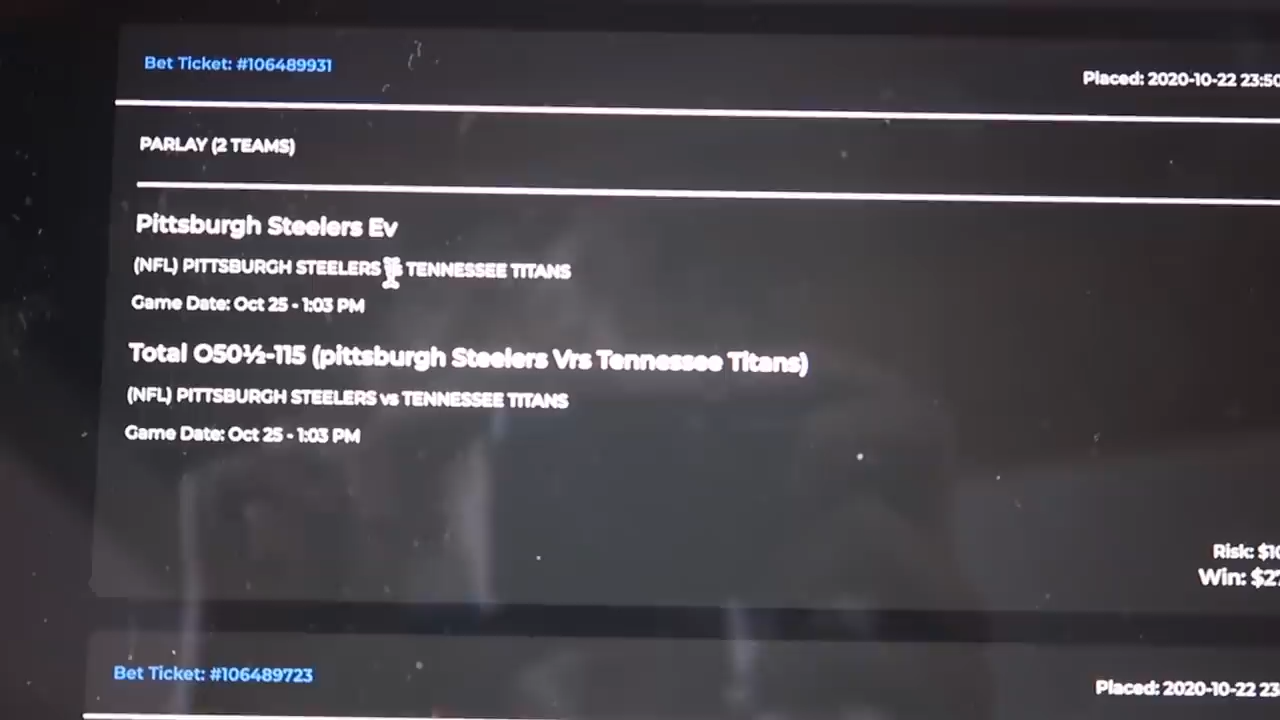 Bet Ticket: #106489931
Placed: 2020-10-22 23:50
PARLAY (2 TEAMS)
Pittsburgh Steelers Ev
(NFL) PITTSBURGH STEELERS TENNESSEE TITANS
Game Date: Oct 25 - 1:03 PM
Total O50½-115 (pittsburgh Steelers Vrs Tennessee Titans)
(NFL) PITTSBURGH STEELERS vs TENNESSEE TITANS
Game Date: Oct 25 - 1:03 PM
Risk:
Win:
Bet Ticket: #106489723
Placed: 2020-10-22 23